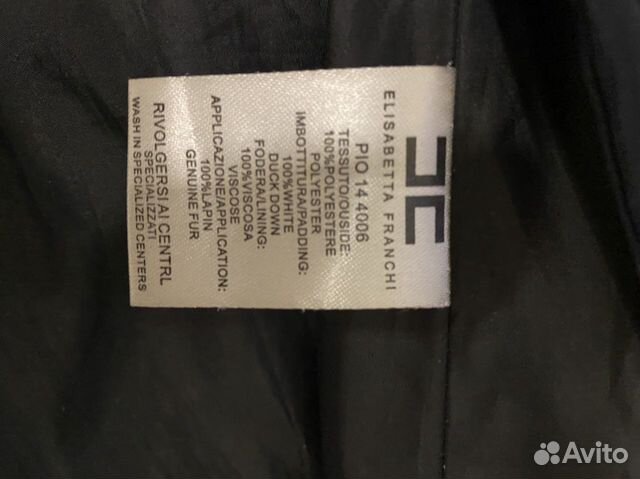 ELISABETTA FRANCHI
PIO 14 4006
TESSUTO/OUSIDE:
100%POLYESTERE
POLYESTER
IMBOTTITURA/PADDING:
100%WHITE
DUCK DOWN
FODERA/LINING:
100%VISCOSA
VISCOSE
APPLICAZIONE/APPLICATION:
100%LAPIN
GENUINE FUR
RIVOLGERSI AI CENTRL
SPECIALIZZATI
WASH IN SPECIALIZED CENTERS
Avito